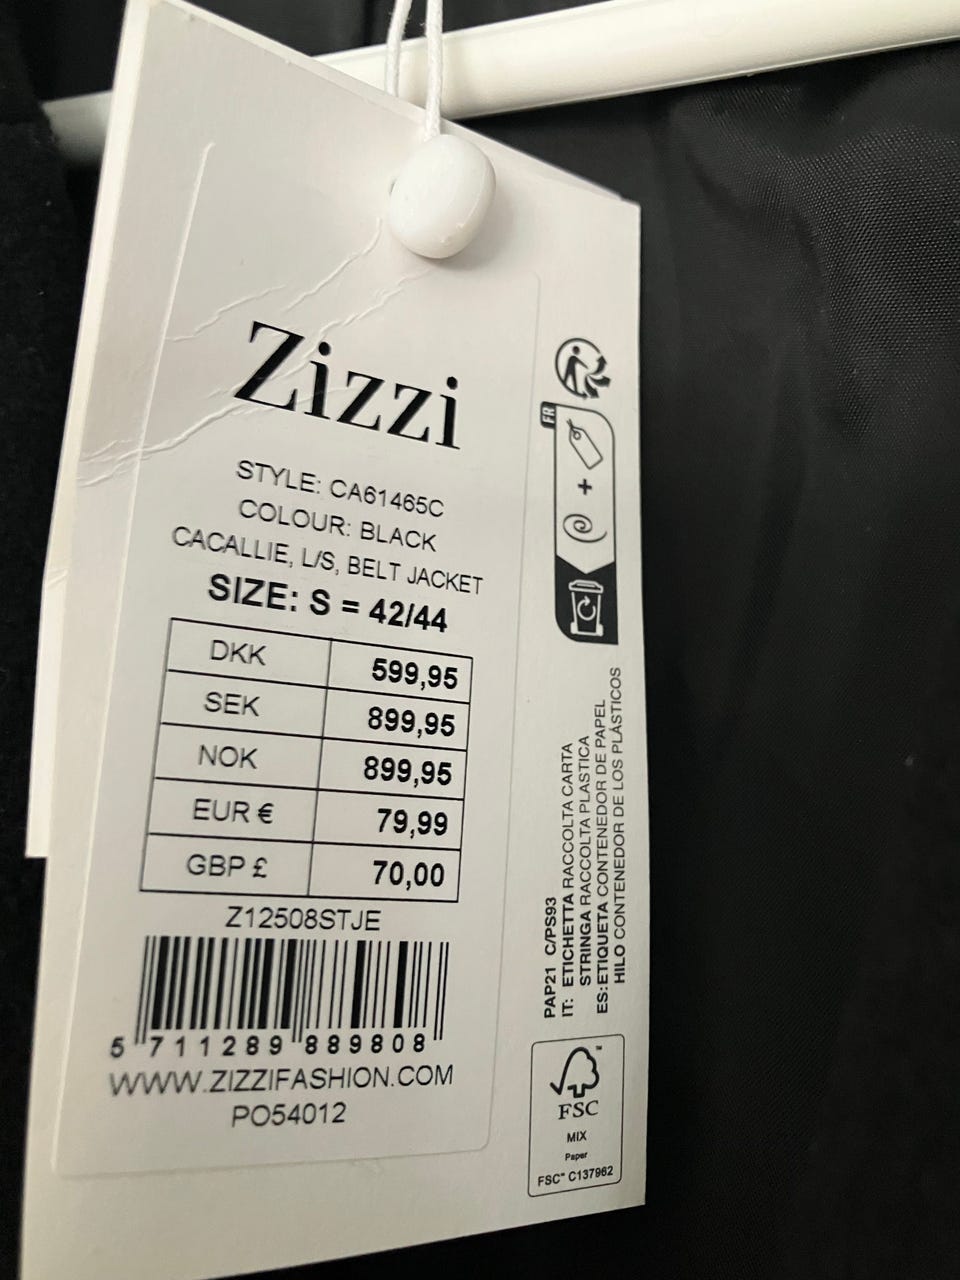 Zizzi
STYLE: CA61465C
COLOUR: BLACK
CACALLIE, L/S, BELT JACKET
SIZE: S = 42/44
DKK 599,95
SEK 899,95
NOK 899,95
EUR € 79,99
GBP £ 70,00
Z12508STJE
5 711289 889808
WWW.ZIZZIFASHION.COM
PO54012
FR
+
PAP21 C/PS93
IT: ETICHETTA RACCOLTA CARTA
STRINGA RACCOLTA PLASTICA
ES: ETIQUETA CONTENEDOR DE PAPEL
HILO CONTENEDOR DE LOS PLÁSTICOS
™
FSC
MIX
Paper
FSC™ C137962